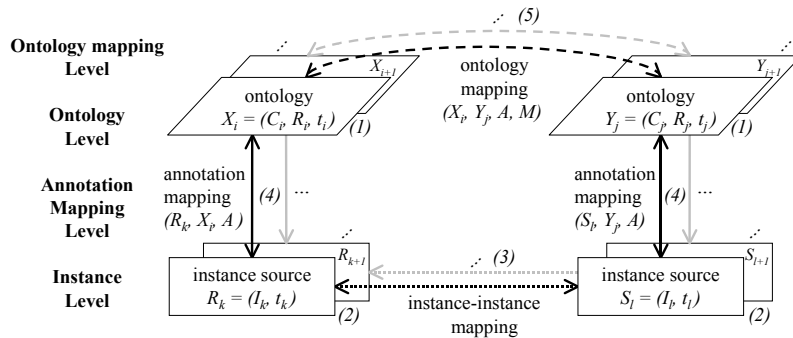 (5)
Ontology mapping
Level
X_{i+1}
Y_{i+1}
ontology
mapping
(X_i, Y_j, A, M)
ontology
X_i = (C_i, R_i, t_i)
(1)
ontology
Y_j = (C_j, R_j, t_j)
(1)
Ontology
Level
annotation
mapping
(R_k, X_i, A)
(4)
...
annotation
mapping
(S_l, Y_j, A)
(4)
...
Annotation
Mapping
Level
R_{k+1}
S_{l+1}
(3)
Instance
Level
instance source
R_k = (I_k, t_k)
(2)
instance-instance
mapping
instance source
S_l = (I_l, t_l)
(2)